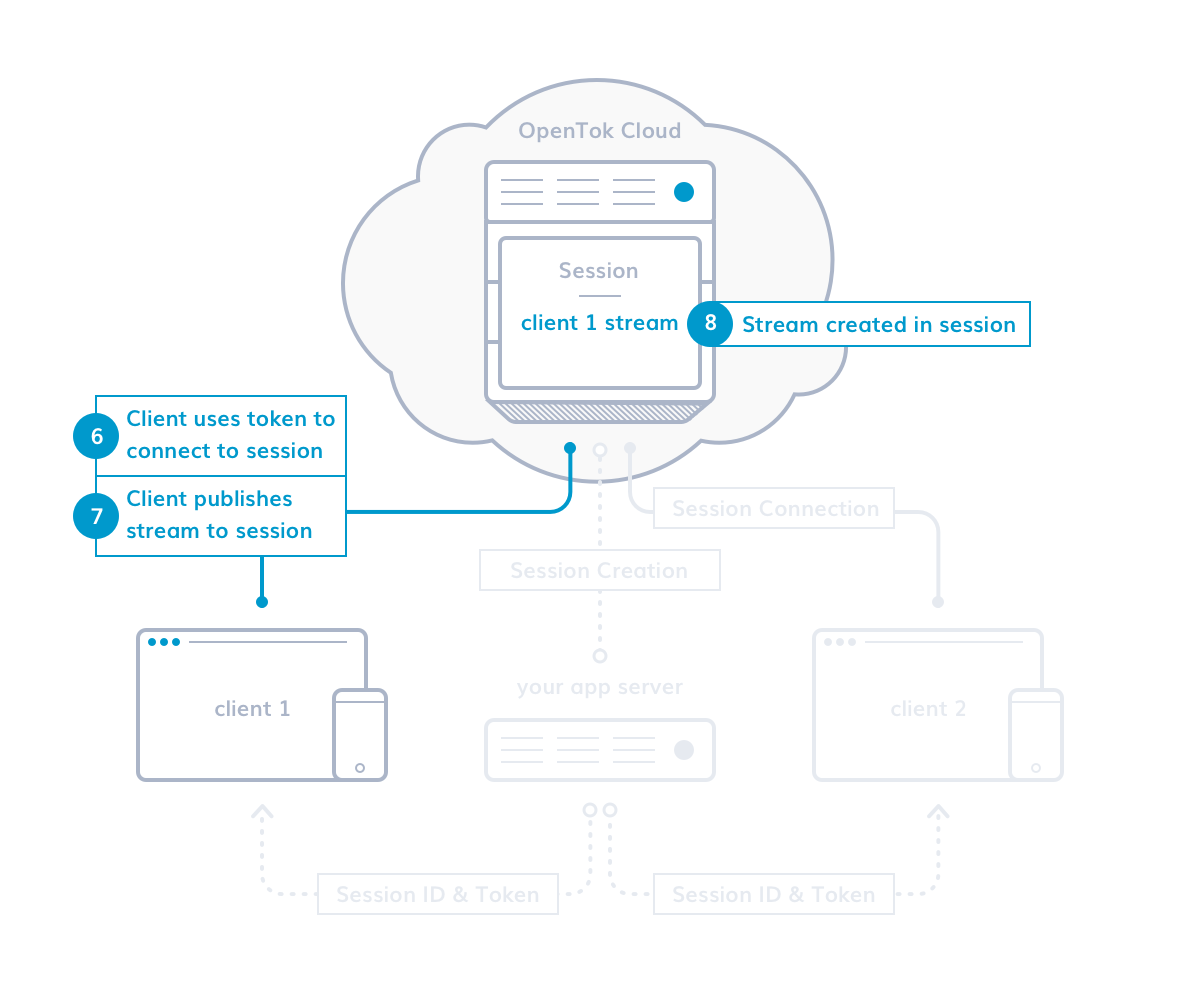 OpenTok Cloud
Session
client 1 stream
8
Stream created in session
6
Client uses token to
connect to session
7
Client publishes
stream to session
Session Connection
Session Creation
your app server
client 1
client 2
Session ID & Token
Session ID & Token